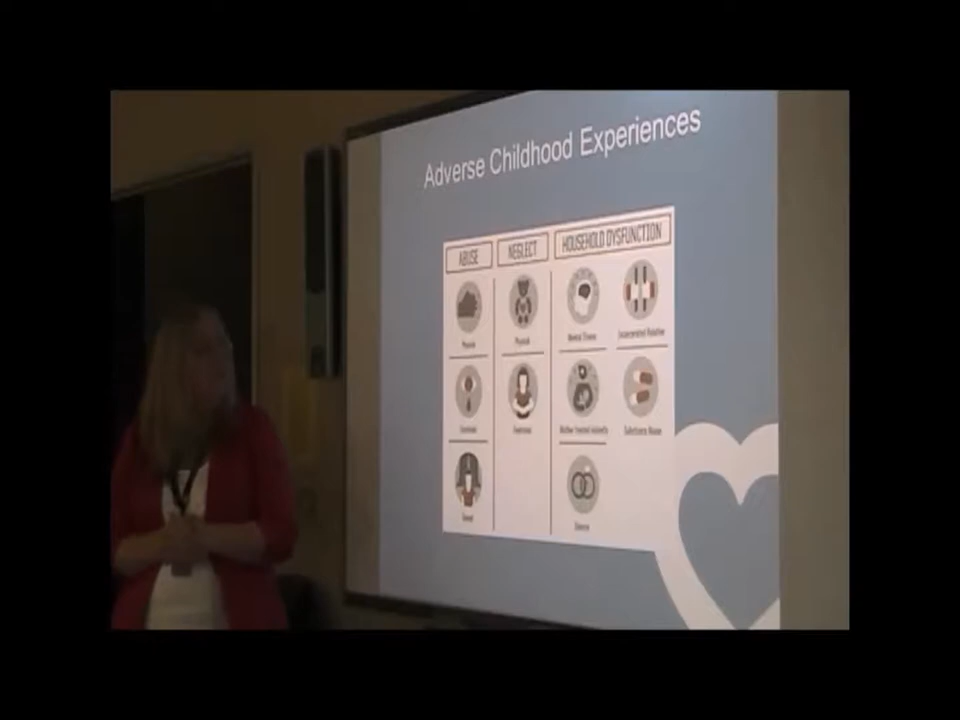 Adverse Childhood Experiences
ABUSE NEGLECT HOUSEHOLD DYSFUNCTION
Physical Physical Mental Illness Incarcerated Relative
Emotional Emotional Mother treated violently Substance Abuse
Sexual Divorce